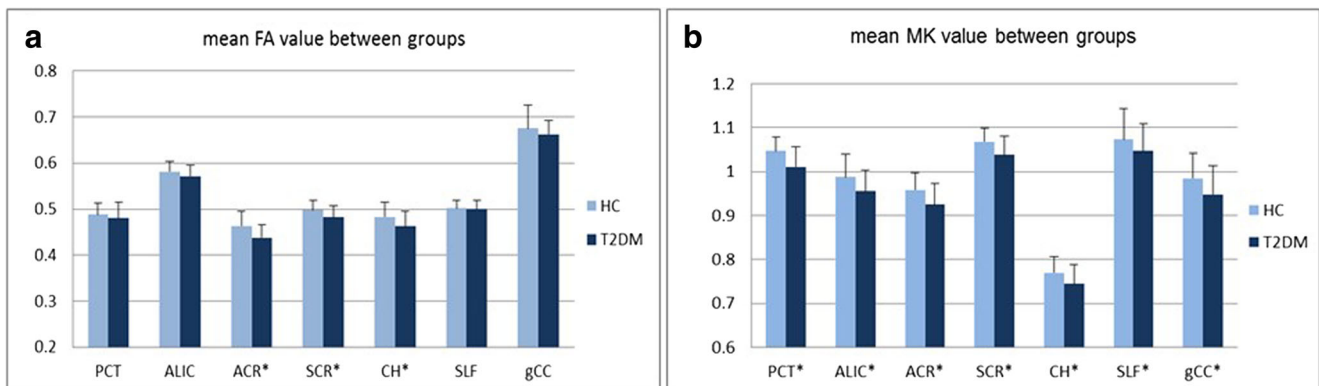 a
mean FA value between groups
0.8
0.7
0.6
0.5
0.4
0.3
0.2
PCT ALIC ACR* SCR* CH* SLF gCC
HC
T2DM
b
mean MK value between groups
1.2
1.1
1
0.9
0.8
0.7
0.6
PCT* ALIC* ACR* SCR* CH* SLF* gCC*
HC
T2DM